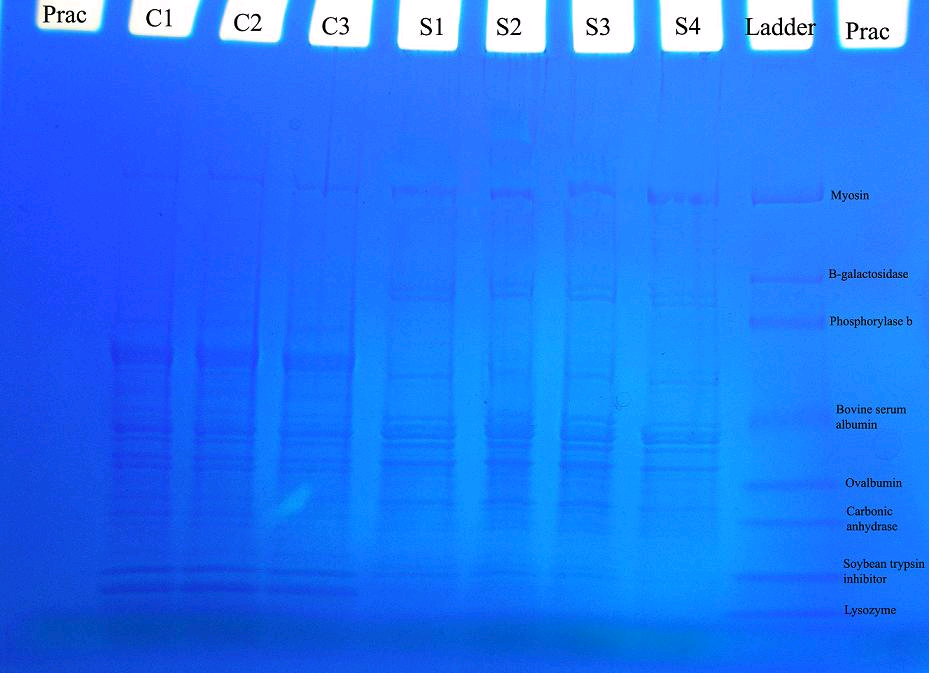 Prac
C1
C2
C3
S1
S2
S3
S4
Ladder
Prac
Myosin
B-galactosidase
Phosphorylase b
Bovine serum
albumin
Ovalbumin
Carbonic
anhydrase
Soybean trypsin
inhibitor
Lysozyme